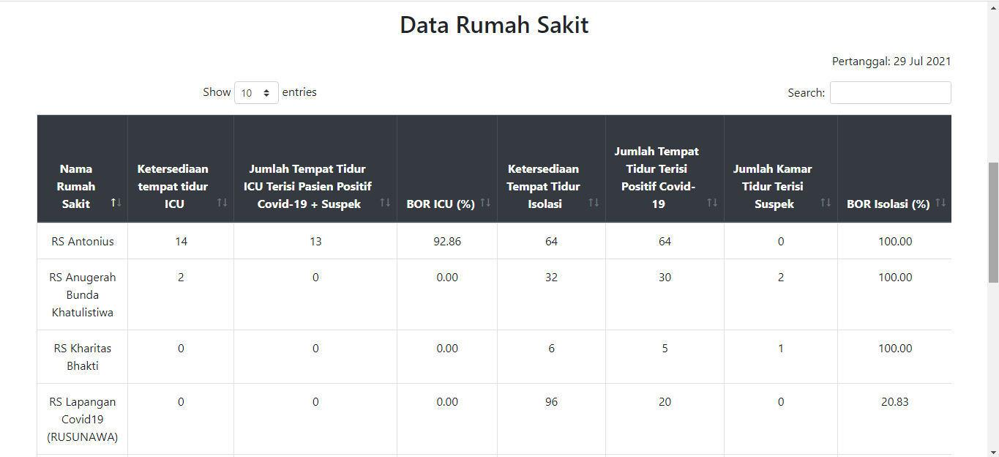 Data Rumah Sakit
Pertanggal: 29 Jul 2021
Show 10 entries
Search:
Nama Rumah Sakit
Ketersediaan tempat tidur ICU
Jumlah Tempat Tidur ICU Terisi Pasien Positif Covid-19 + Suspek
BOR ICU (%)
Ketersediaan Tempat Tidur Isolasi
Jumlah Tempat Tidur Terisi Positif Covid-19
Jumlah Kamar Tidur Terisi Suspek
BOR Isolasi (%)
RS Antonius 14 13 92.86 64 64 0 100.00
RS Anugerah 2 0 0.00 32 30 2 100.00
Bunda
Khatulistiwa
RS Kharitas 0 0 0.00 6 5 1 100.00
Bhakti
RS Lapangan 0 0 0.00 96 20 0 20.83
Covid19
(RUSUNAWA)